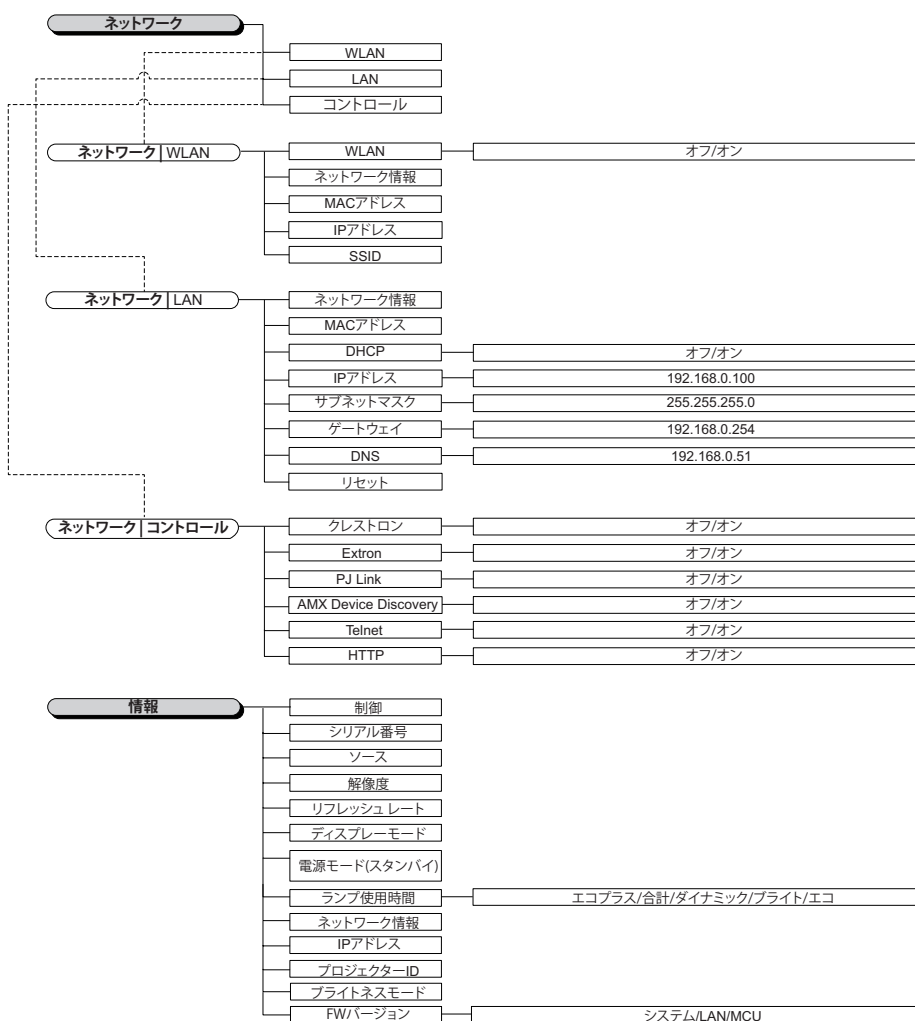 ネットワーク
WLAN
LAN
コントロール
ネットワーク | WLAN
WLAN
オフ/オン
ネットワーク情報
MACアドレス
IPアドレス
SSID
ネットワーク | LAN
ネットワーク情報
MACアドレス
DHCP
オフ/オン
IPアドレス
192.168.0.100
サブネットマスク
255.255.255.0
ゲートウェイ
192.168.0.254
DNS
192.168.0.51
リセット
ネットワーク | コントロール
クレストロン
オフ/オン
Extron
オフ/オン
PJ Link
オフ/オン
AMX Device Discovery
オフ/オン
Telnet
オフ/オン
HTTP
オフ/オン
情報
制御
シリアル番号
ソース
解像度
リフレッシュ レート
ディスプレーモード
電源モード(スタンバイ)
ランプ使用時間
エコプラス/合計/ダイナミック/ブライト/エコ
ネットワーク情報
IPアドレス
プロジェクターID
ブライトネスモード
FWバージョン
システム/LAN/MCU